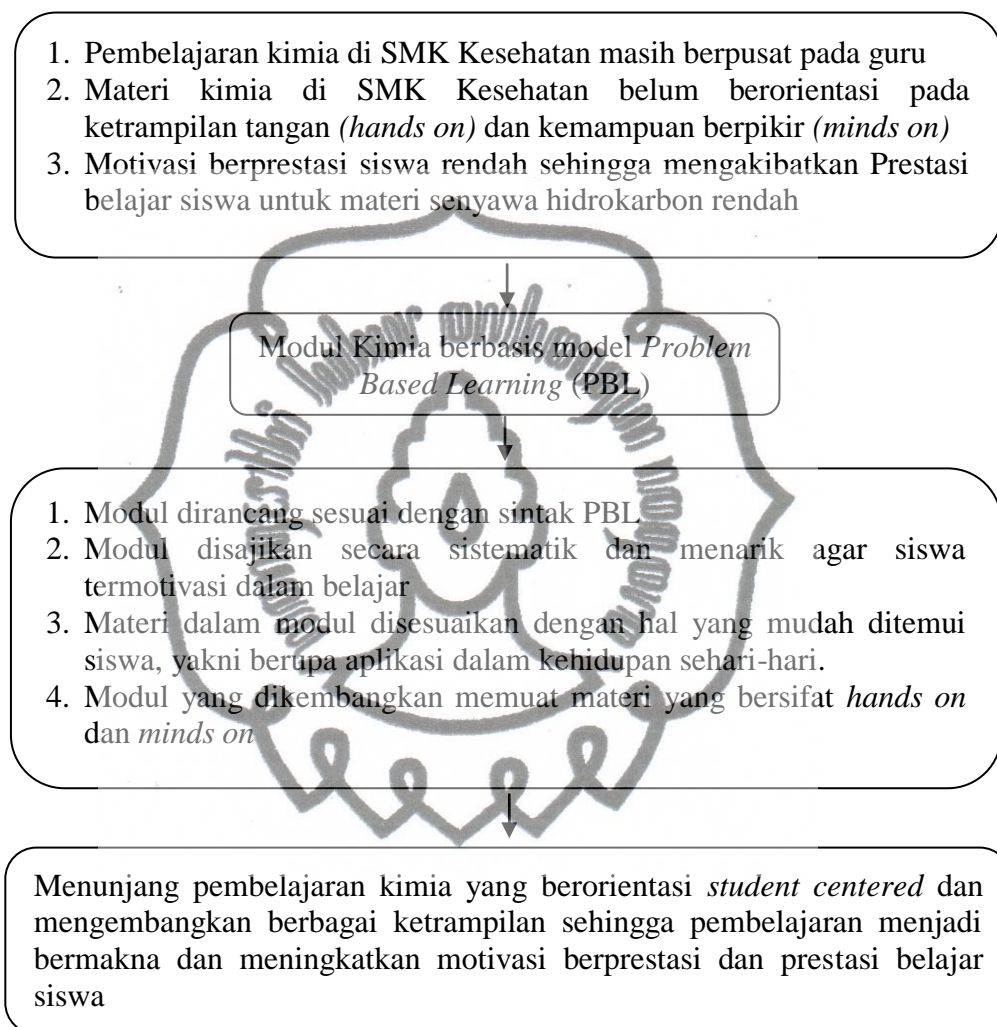 1. Pembelajaran kimia di SMK Kesehatan masih berpusat pada guru
2. Materi kimia di SMK Kesehatan belum berorientasi pada
ketrampilan tangan (hands on) dan kemampuan berpikir (minds on)
3. Motivasi berprestasi siswa rendah sehingga mengakibatkan Prestasi
belajar siswa untuk materi senyawa hidrokarbon rendah
Modul Kimia berbasis model Problem
Based Learning (PBL)
1. Modul dirancang sesuai dengan sintak PBL
2. Modul disajikan secara sistematik dan menarik agar siswa
termotivasi dalam belajar
3. Materi dalam modul disesuaikan dengan hal yang mudah ditemui
siswa, yakni berupa aplikasi dalam kehidupan sehari-hari.
4. Modul yang dikembangkan memuat materi yang bersifat hands on
dan minds on
Menunjang pembelajaran kimia yang berorientasi student centered dan
mengembangkan berbagai ketrampilan sehingga pembelajaran menjadi
bermakna dan meningkatkan motivasi berprestasi dan prestasi belajar
siswa